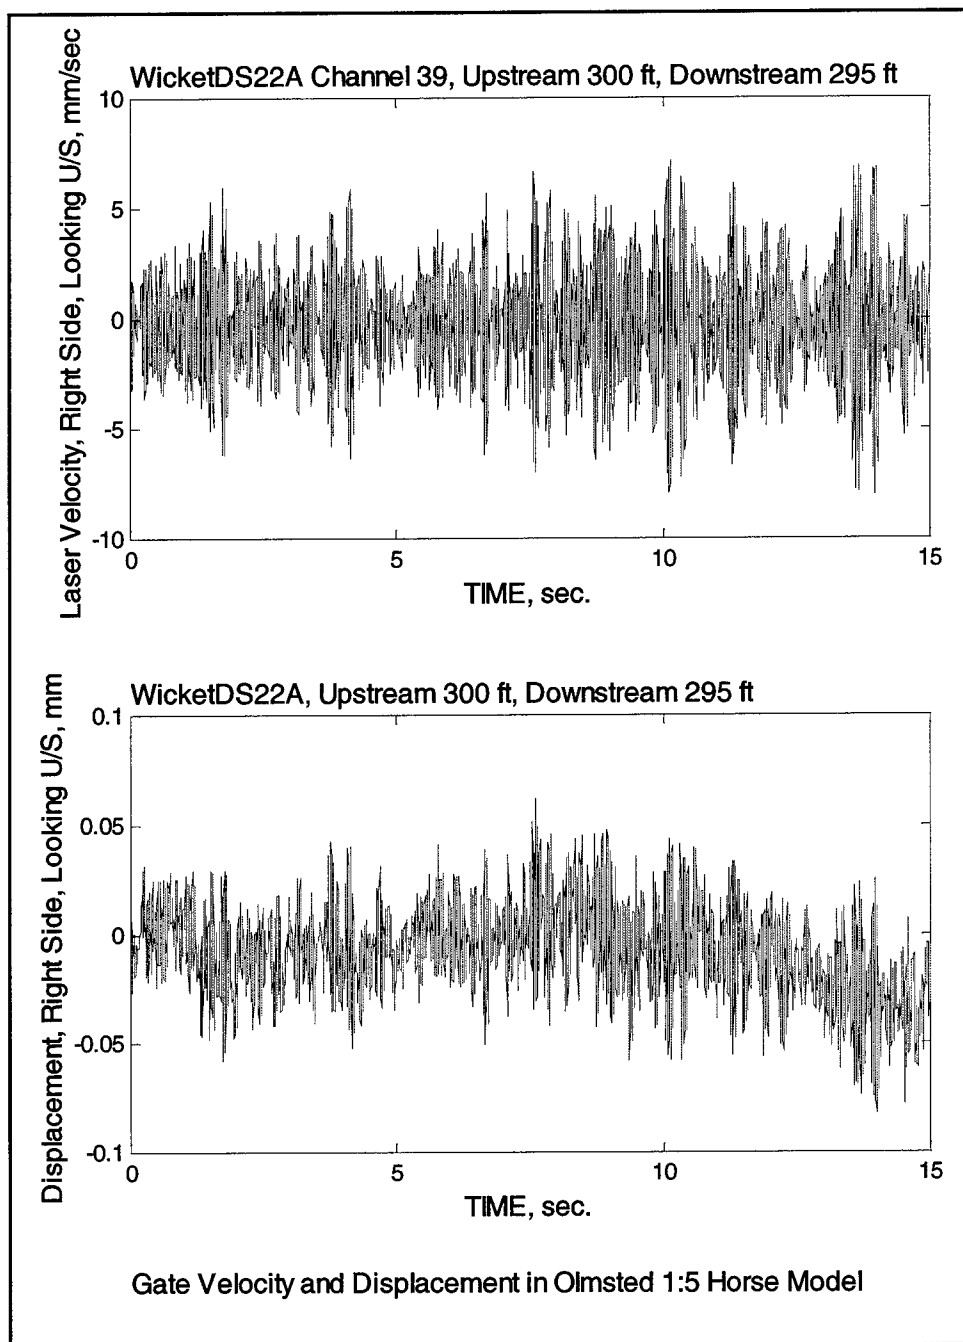 WicketDS22A Channel 39, Upstream 300 ft, Downstream 295 ft
Laser Velocity, Right Side, Looking U/S, mm/sec
10
5
0
-5
-10
0 5 10 15
TIME, sec.
WicketDS22A, Upstream 300 ft, Downstream 295 ft
Displacement, Right Side, Looking U/S, mm
0.1
0.05
0
-0.05
-0.1
0 5 10 15
TIME, sec.
Gate Velocity and Displacement in Olmsted 1:5 Horse Model